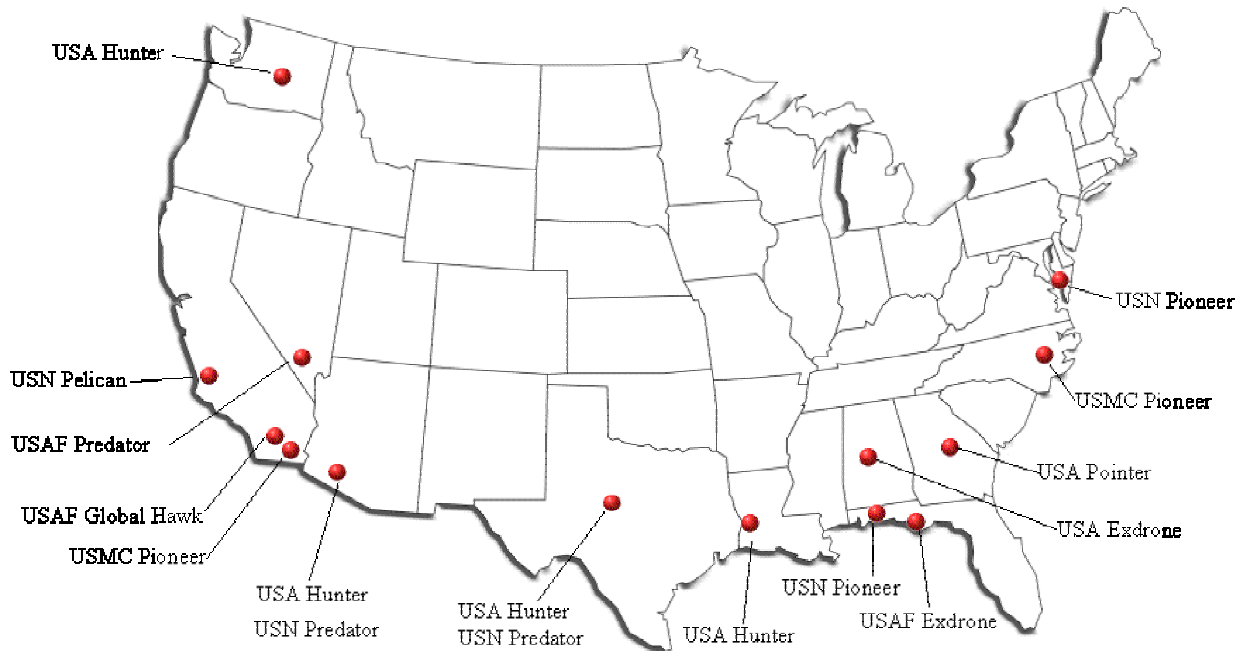 USA Hunter
USN Pioneer
USN Pelican
USMC Pioneer
USAF Predator
USA Pointer
USAF Global Hawk
USA Exdrone
USMC Pioneer
USA Hunter
USN Predator
USA Hunter
USN Predator
USA Hunter
USN Pioneer
USAF Exdrone